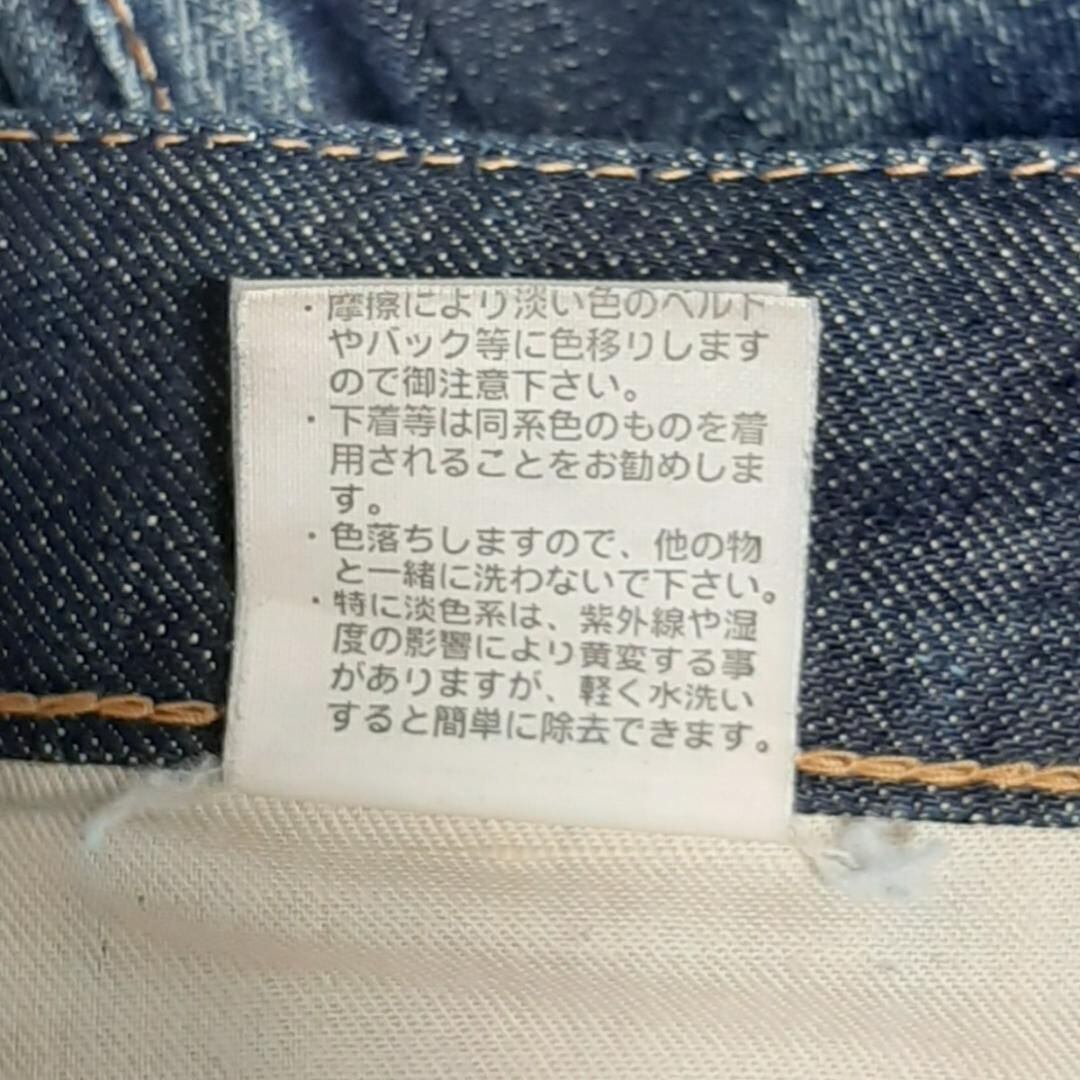 ・摩擦により淡い色のベルト
やバック等に色移りします
ので御注意下さい。
・下着等は同系色のものを着
用されることをお勧めしま
す。
・色落ちしますので、他の物
と一緒に洗わないで下さい。
・特に淡色系は、紫外線や湿
度の影響により黄変する事
がありますが、軽く水洗い
すると簡単に除去できます。